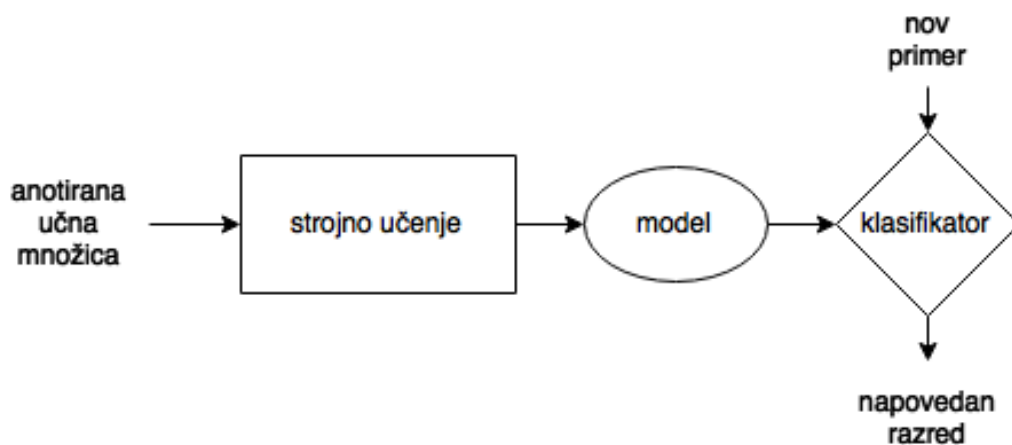 nov
primer
anotirana
učna
množica
strojno učenje
model
klasifikator
napovedan
razred